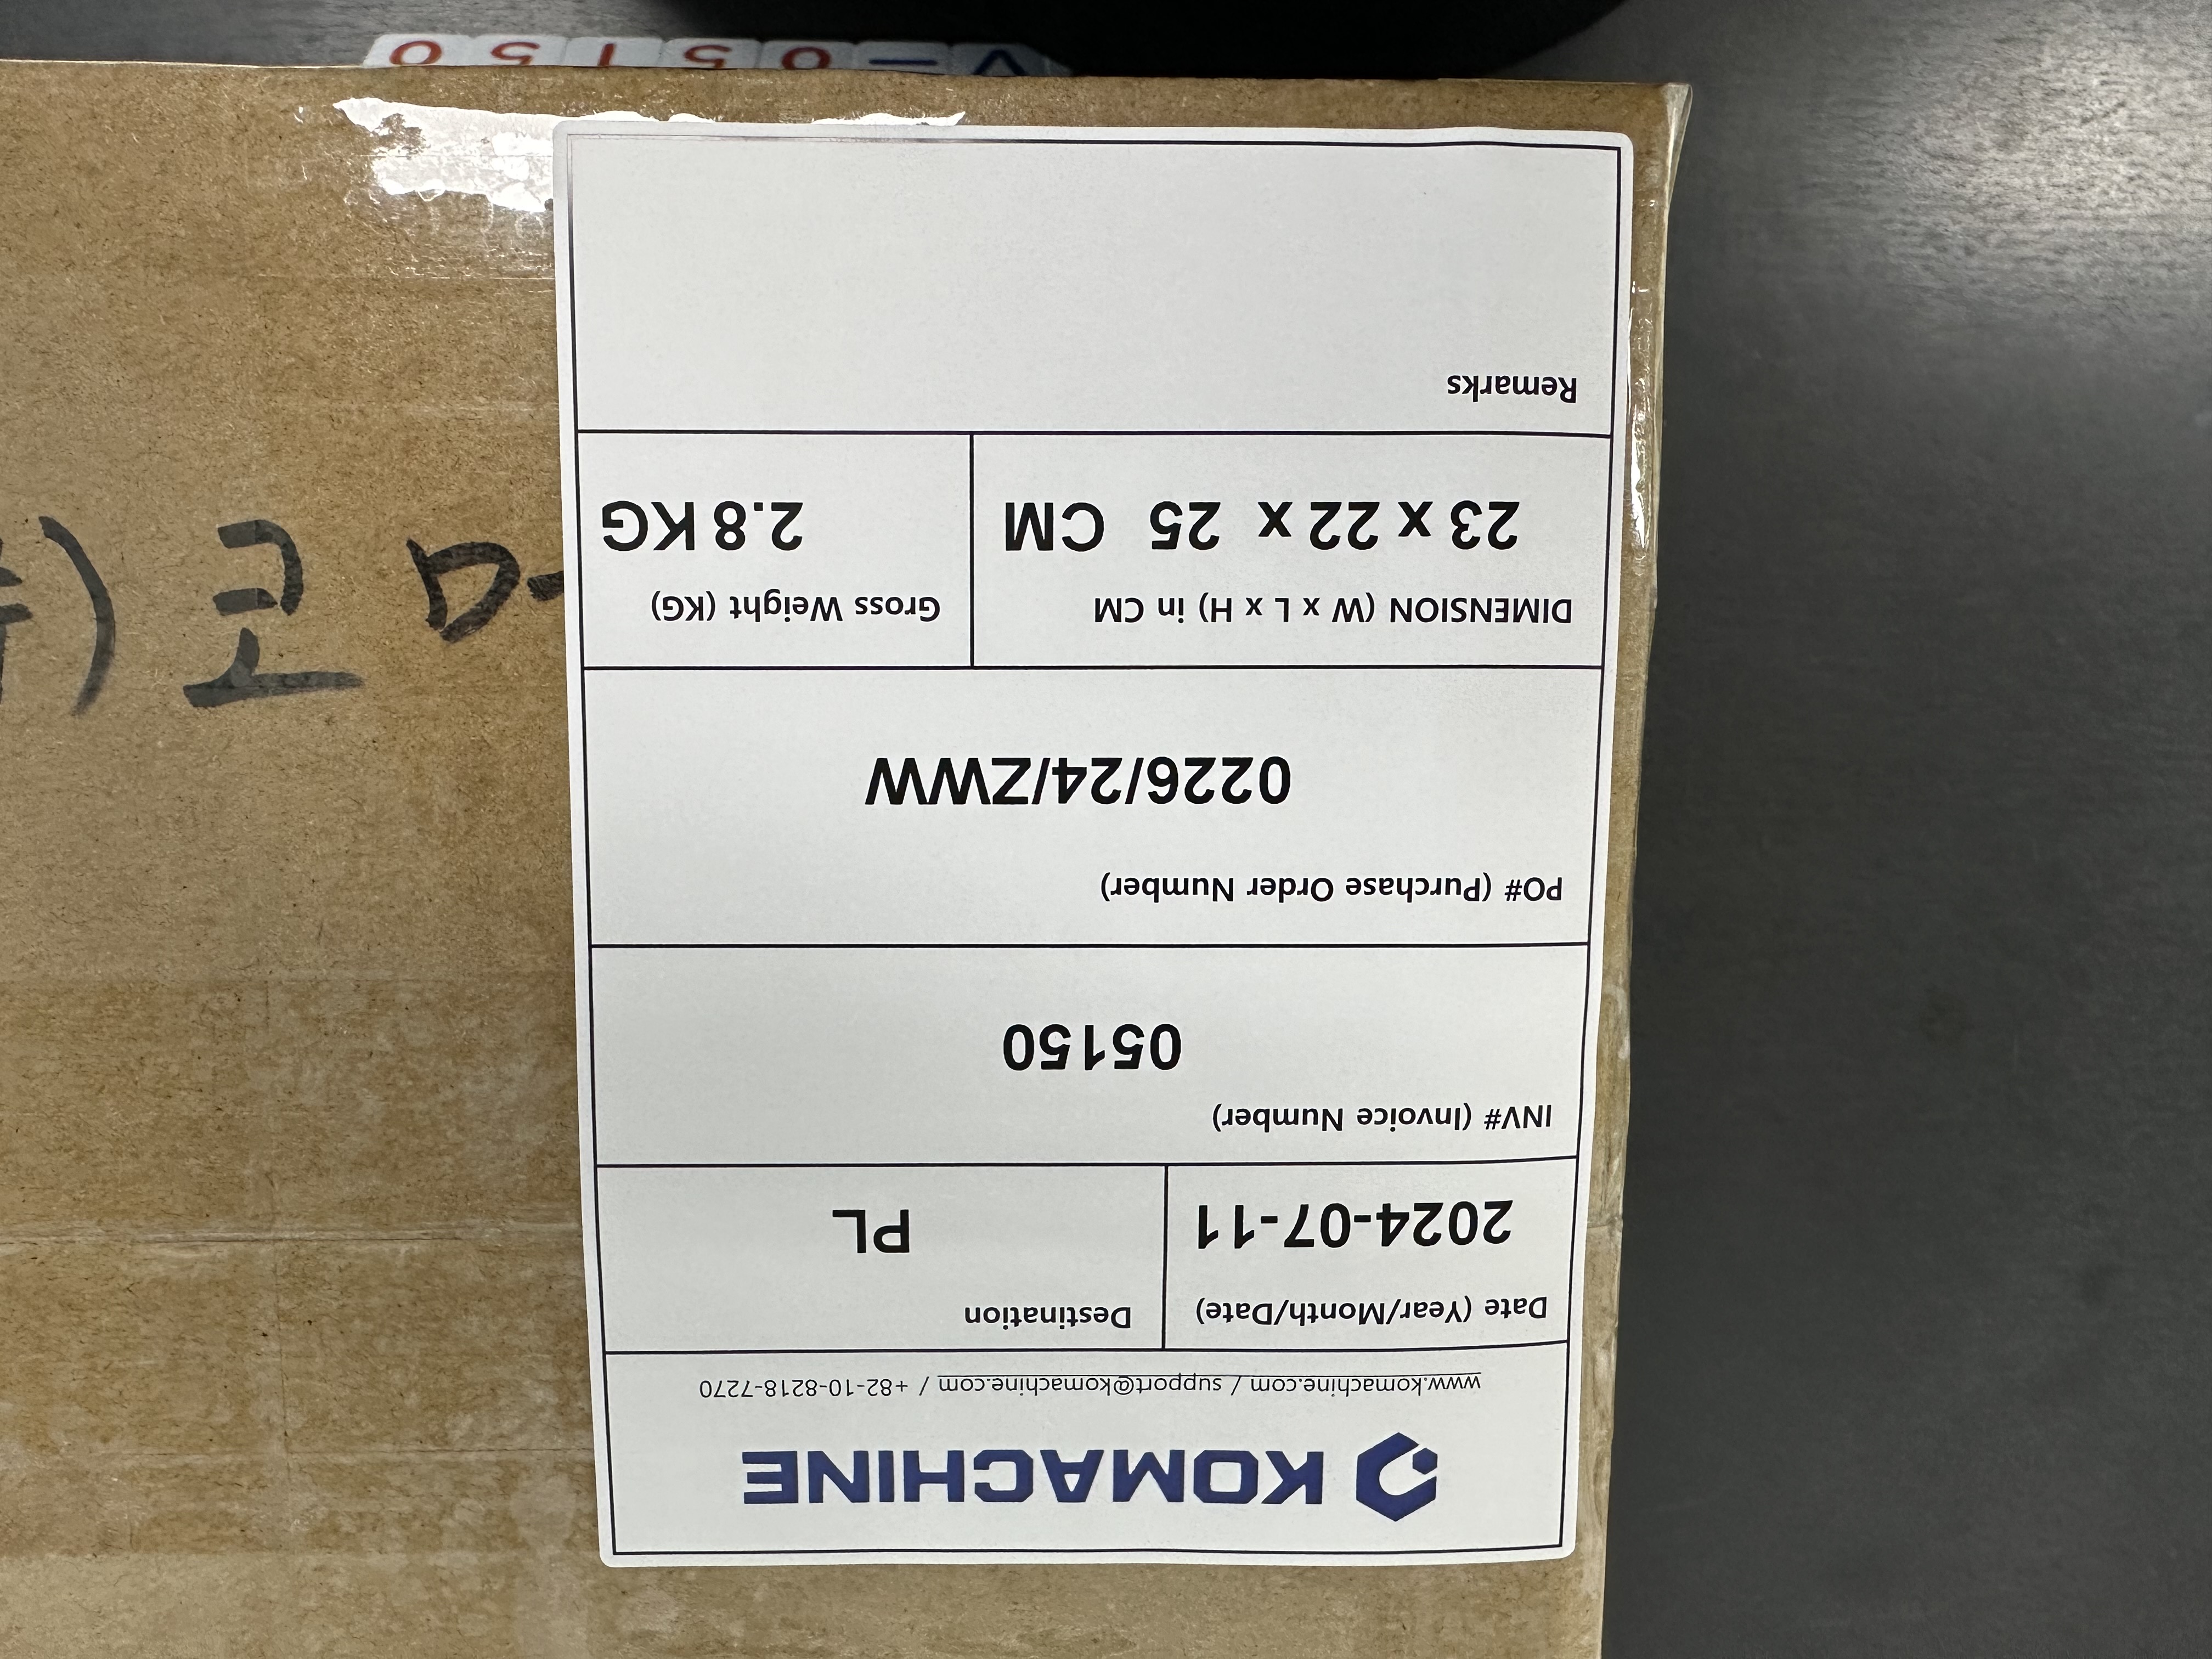 KOMACHINE
www.komachine.com / support@komachine.com / +82-10-8218-7270
Date (Year/Month/Date)
2024-07-11
Destination
PL
INV# (Invoice Number)
05150
PO# (Purchase Order Number)
0226/24/ZWW
DIMENSION (W x L x H) in CM
23 x 22 x 25 CM
Gross Weight (KG)
2.8 KG
Remarks
V-05150